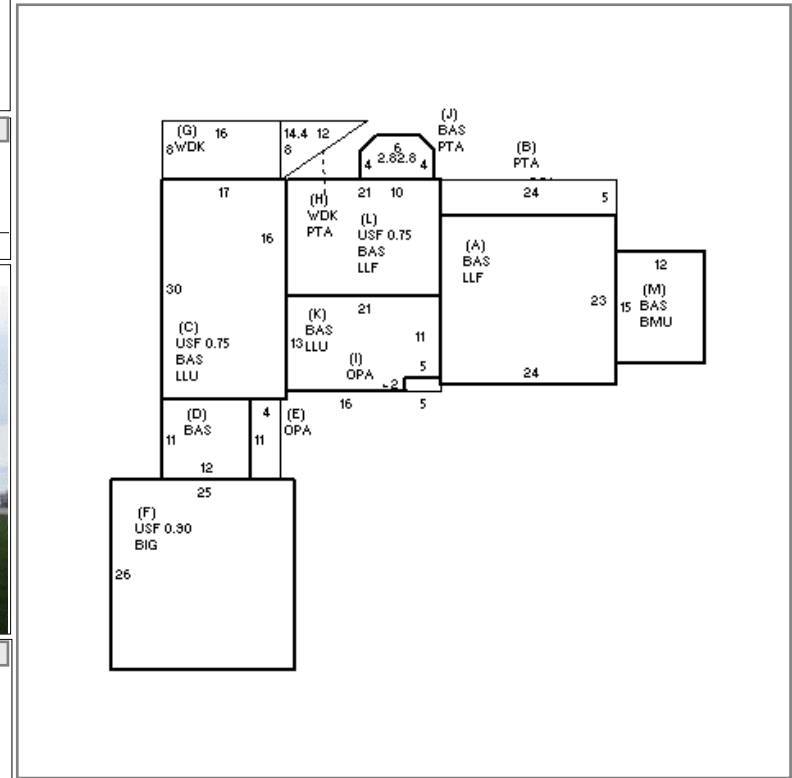 (G) 16
WDK
8
14.4 12
8
(J)
BAS
PTA
6
2.82.8
4 4
(B)
PTA
17
16
30
(C)
USF 0.75
BAS
LLU
21 10
(H)
WDK
PTA
(L)
USF 0.75
BAS
LLF
24
5
(A)
BAS
LLF
23
24
12
15
(M)
BAS
BMU
21
(K)
BAS
LLU
13
11
(I)
OPA
5
2
16
5
(D)
BAS
11
12
4
11
(E)
OPA
25
(F)
USF 0.90
BIG
26